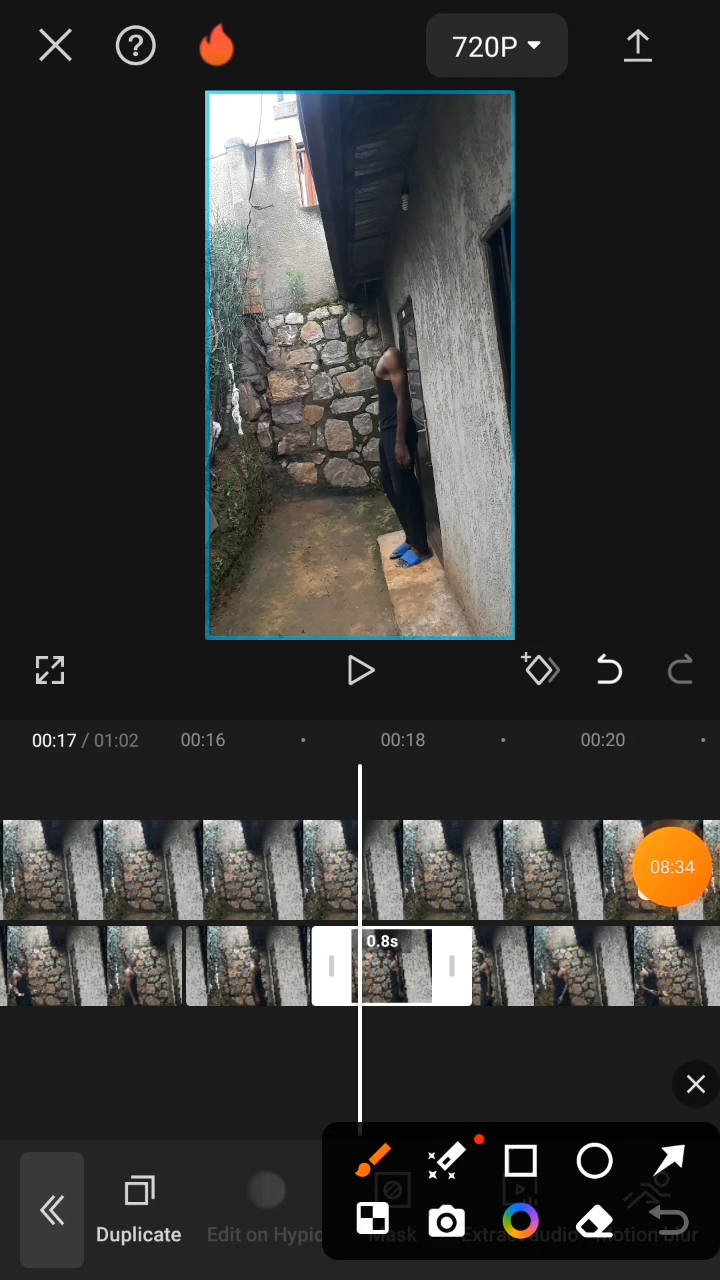 720P
00:17 / 01:02 00:16 00:18 00:20
08:34
0.8s
Duplicate Edit on Hypic Mask Extract audio Motion blur